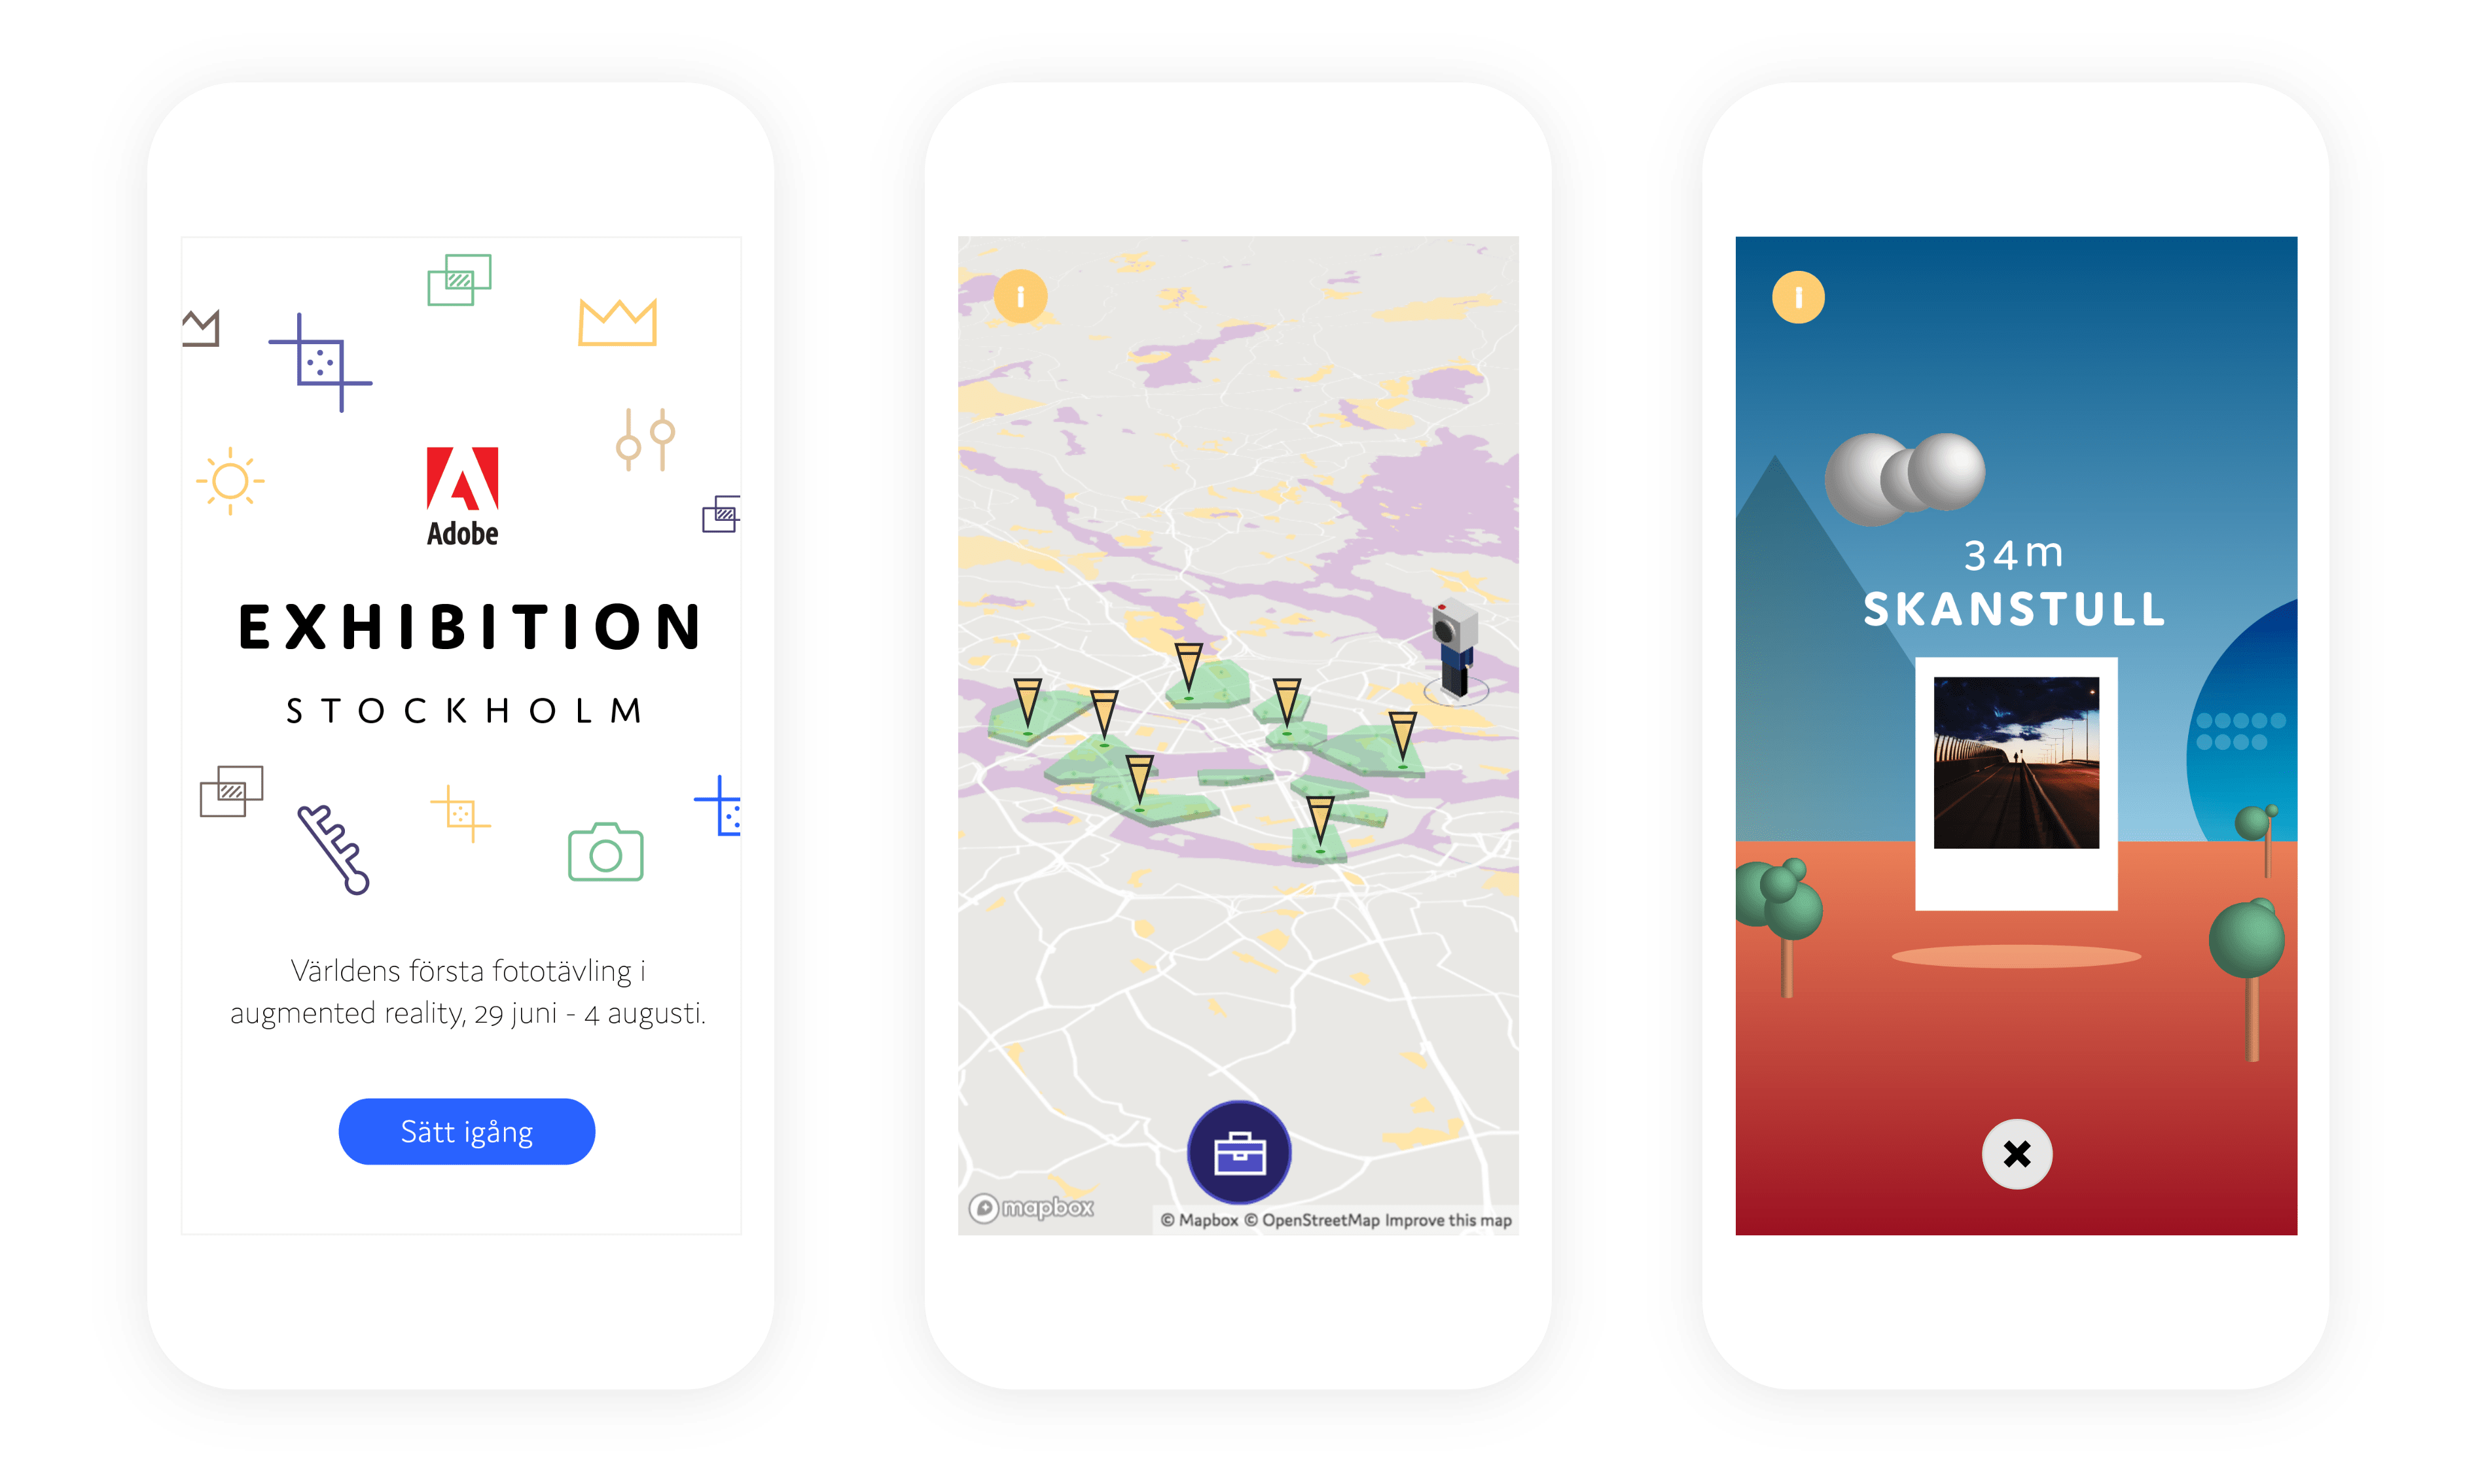 Adobe
EXHIBITION
STOCKHOLM
Världens första fototävling i
augmented reality, 29 juni - 4 augusti.
Sätt igång
i
mapbox
© Mapbox © OpenStreetMap Improve this map
i
34m
SKANSTULL